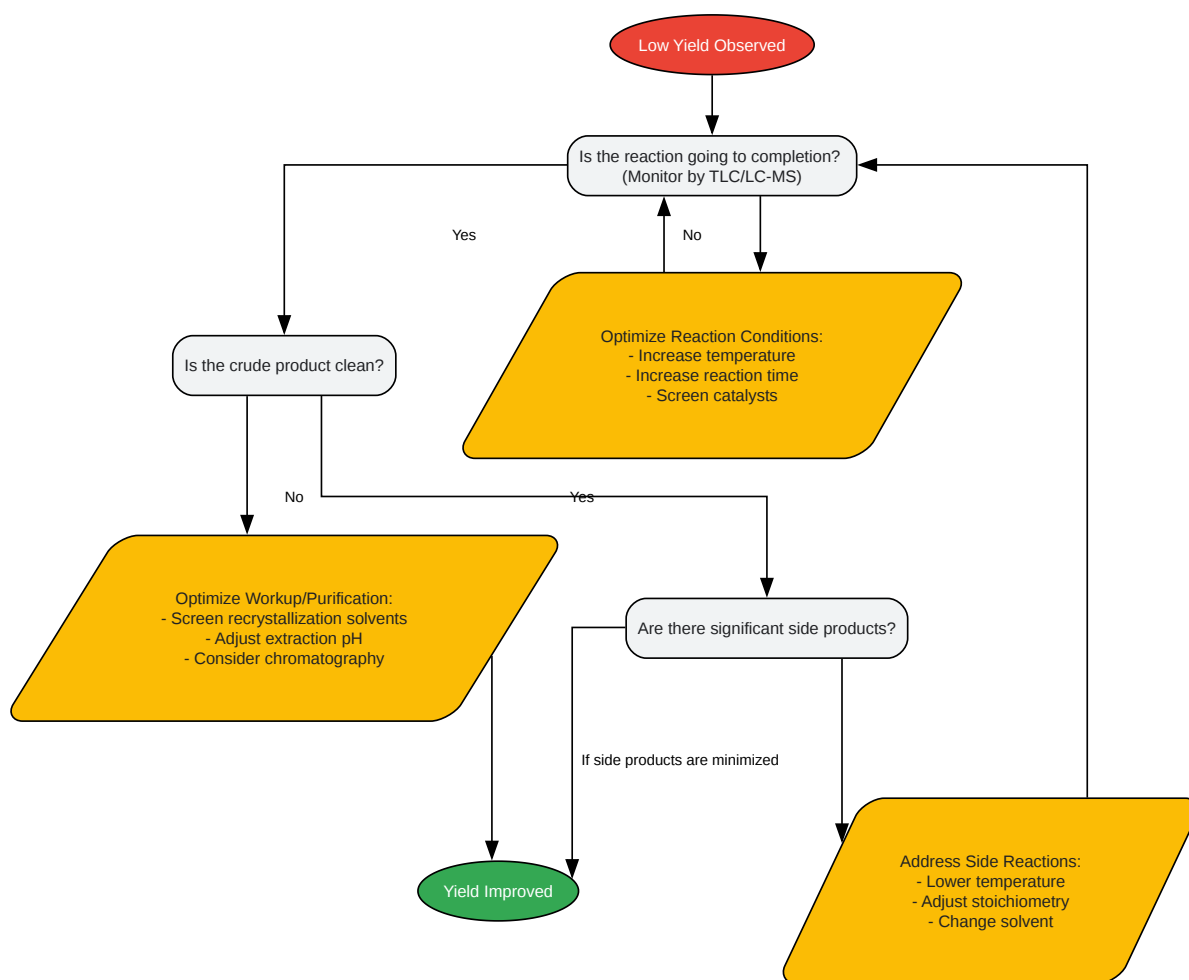 Low Yield Observed
Is the reaction going to completion?
(Monitor by TLC/LC-MS)
Yes
No
Optimize Reaction Conditions:
- Increase temperature
- Increase reaction time
- Screen catalysts
Is the crude product clean?
No
Yes
Optimize Workup/Purification:
- Screen recrystallization solvents
- Adjust extraction pH
- Consider chromatography
Are there significant side products?
If side products are minimized
Address Side Reactions:
- Lower temperature
- Adjust stoichiometry
- Change solvent
Yield Improved